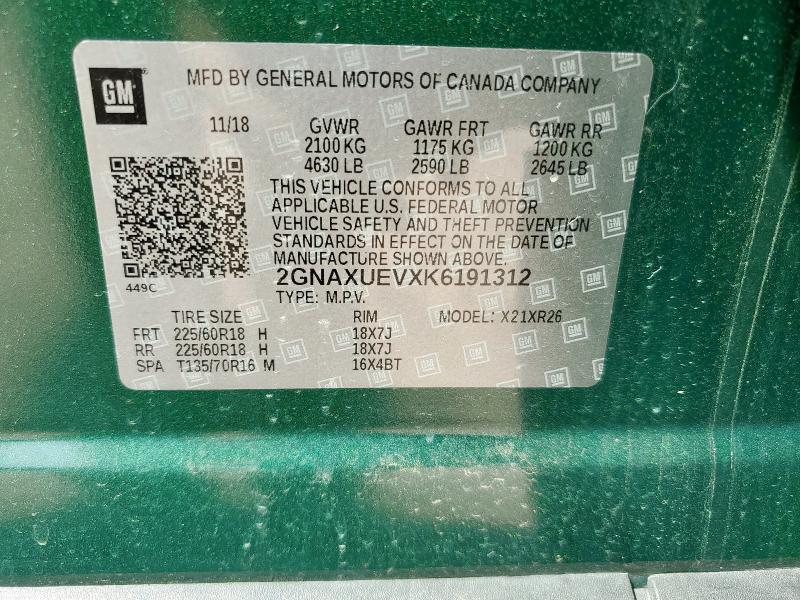 GM
MFD BY GENERAL MOTORS OF CANADA COMPANY
11/18 GVWR GAWR FRT GAWR RR
2100 KG 1175 KG 1200 KG
4630 LB 2590 LB 2645 LB
THIS VEHICLE CONFORMS TO ALL
APPLICABLE U.S. FEDERAL MOTOR
VEHICLE SAFETY AND THEFT PREVENTION
STANDARDS IN EFFECT ON THE DATE OF
MANUFACTURE SHOWN ABOVE.
449C
2GNAXUEVXK6191312
TYPE: M.P.V.
TIRE SIZE RIM MODEL: X21XR26
FRT 225/60R18 H 18X7J
RR 225/60R18 H 18X7J
SPA T135/70R16 M 16X4BT